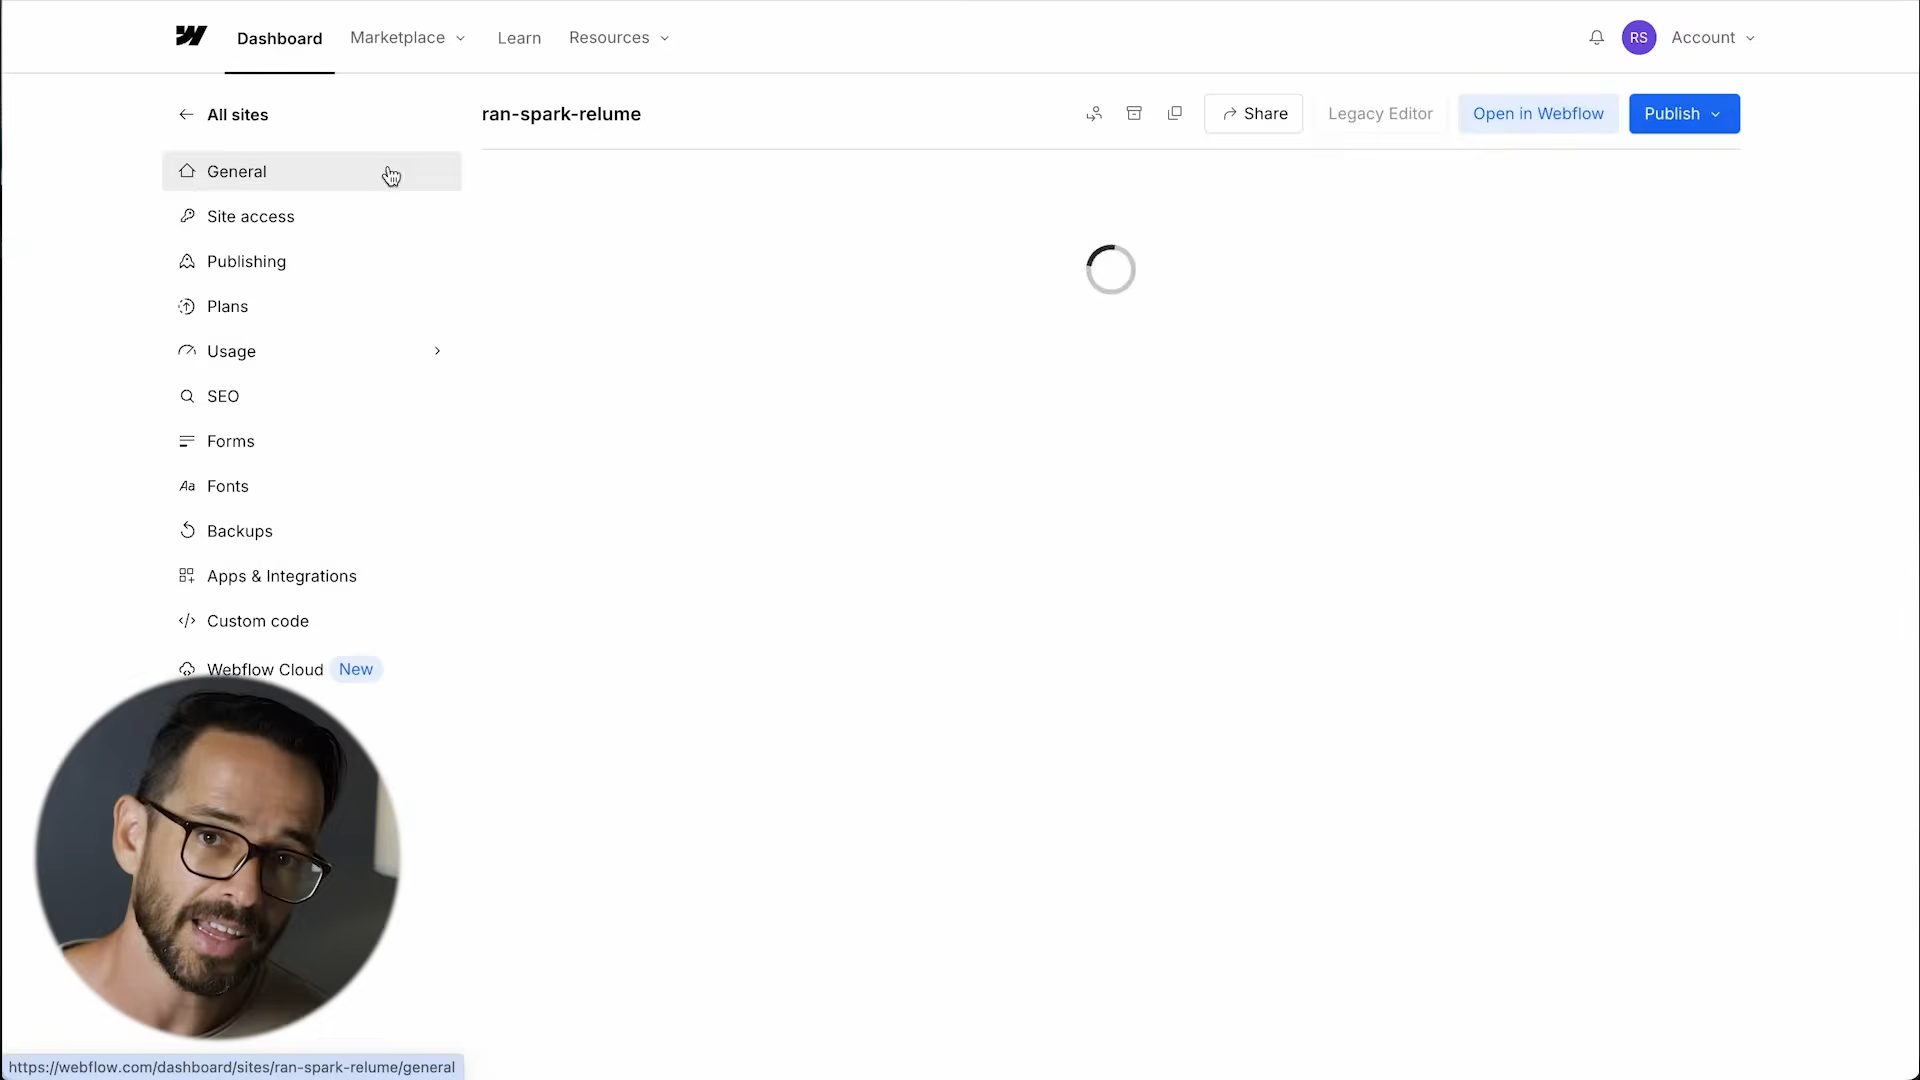 Dashboard
Marketplace
Learn
Resources
RS
Account
All sites
ran-spark-relume
Share
Legacy Editor
Open in Webflow
Publish
General
Site access
Publishing
Plans
Usage
SEO
Forms
Aa Fonts
Backups
Apps & Integrations
Custom code
Webflow Cloud New
https://webflow.com/dashboard/sites/ran-spark-relume/general